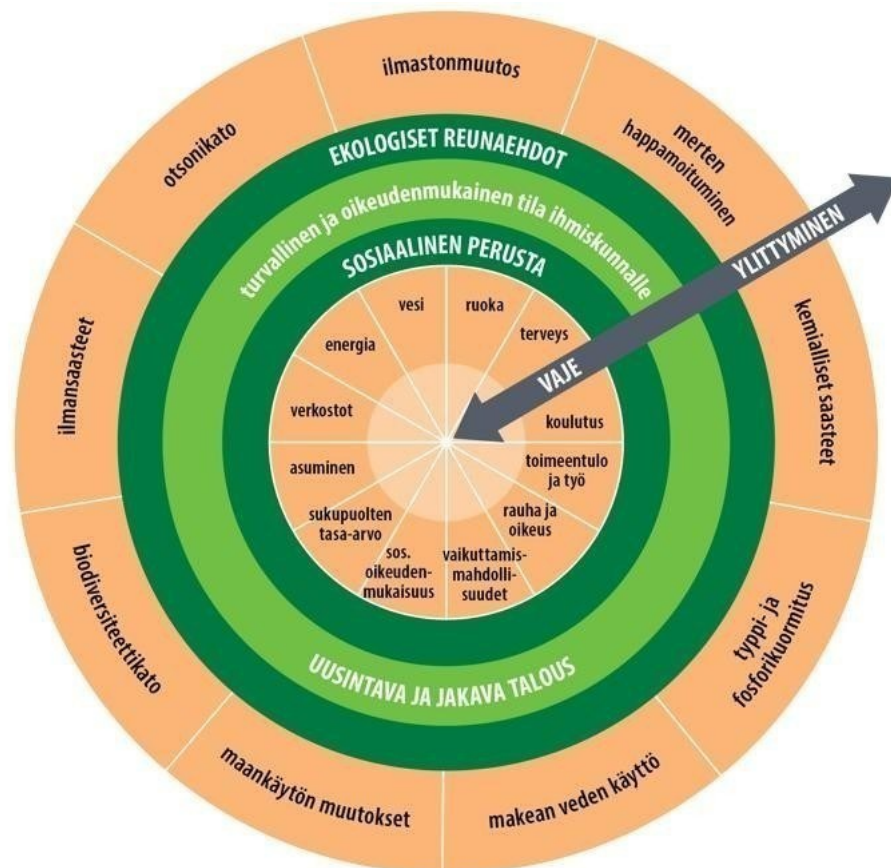 ilmastonmuutos
merten
happamoituminen
kemialliset saasteet
typpi- ja
fosforikuormitus
makean veden käyttö
maankäytön muutokset
biodiversiteettikato
ilmansaasteet
otsonikato
EKOLOGISET REUNAEHDOT
turvallinen ja oikeudenmukainen tila ihmiskunnalle
SOSIAALINEN PERUSTA
YLITTYMINEN
VAJE
vesi
ruoka
terveys
koulutus
toimeentulo
ja työ
rauha ja
oikeus
vaikuttamis-
mahdolli-
suudet
sos.
oikeuden-
mukaisuus
sukupuolten
tasa-arvo
asuminen
verkostot
energia
UUSINTAVA JA JAKAVA TALOUS